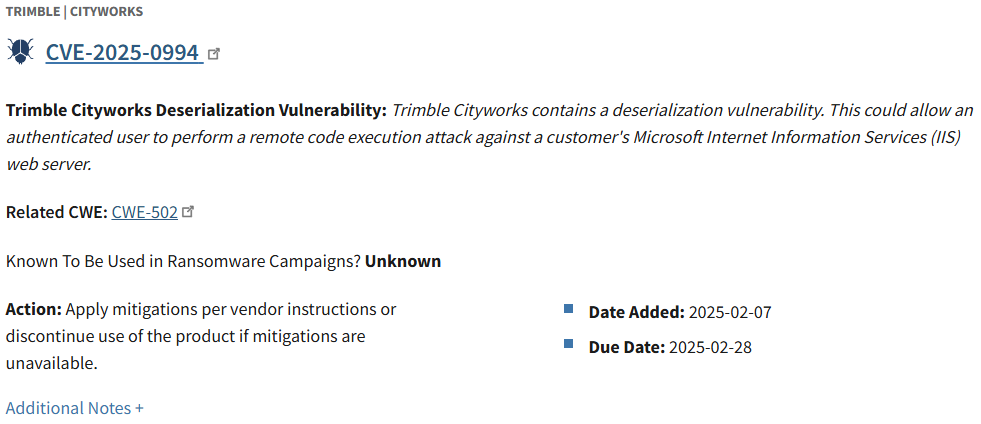 TRIMBLE | CITYWORKS
CVE-2025-0994
Trimble Cityworks Deserialization Vulnerability: Trimble Cityworks contains a deserialization vulnerability. This could allow an
authenticated user to perform a remote code execution attack against a customer's Microsoft Internet Information Services (IIS)
web server.
Related CWE: CWE-502
Known To Be Used in Ransomware Campaigns? Unknown
Action: Apply mitigations per vendor instructions or
discontinue use of the product if mitigations are
unavailable.
Date Added: 2025-02-07
Due Date: 2025-02-28
Additional Notes +